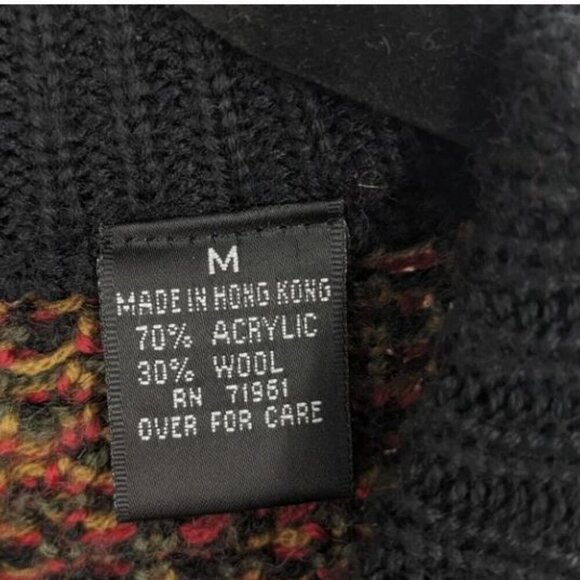 M
MADE IN HONG KONG
70% ACRYLIC
30% WOOL
RN 71961
OVER FOR CARE